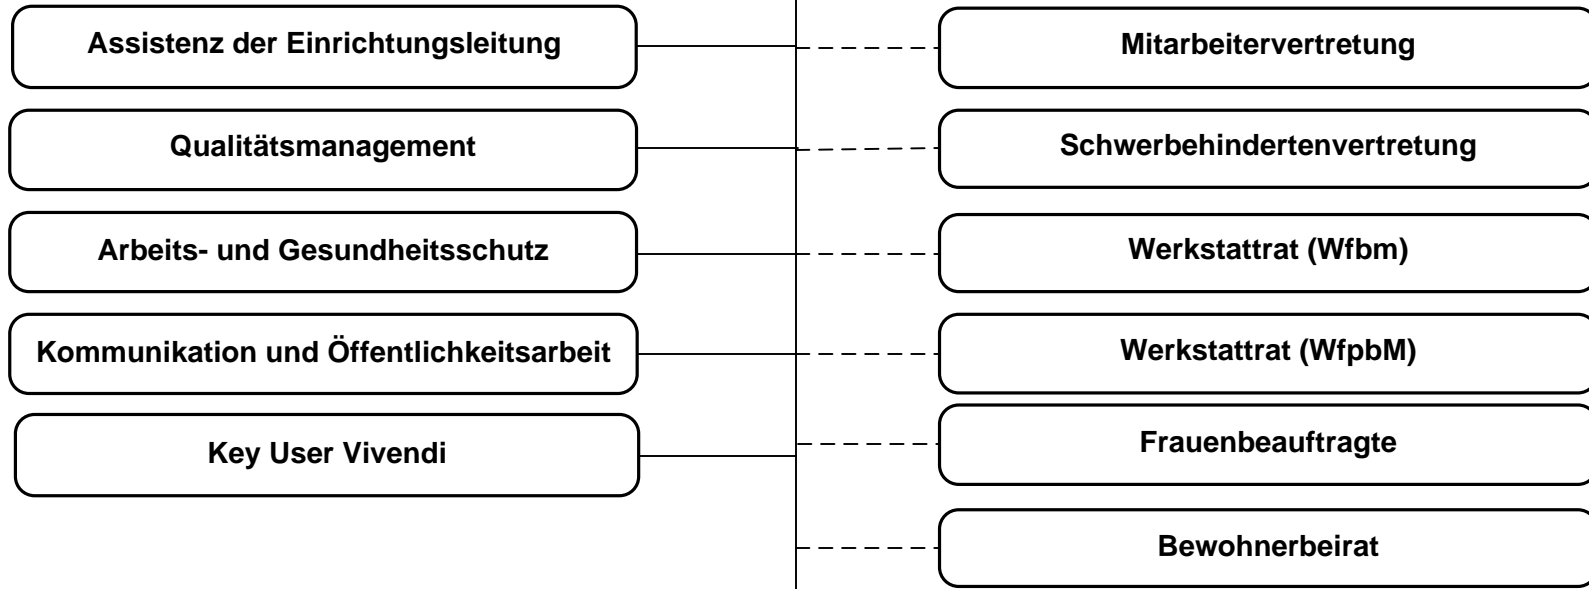 Assistenz der Einrichtungsleitung
Mitarbeitervertretung
Qualitätsmanagement
Schwerbehindertenvertretung
Arbeits- und Gesundheitsschutz
Werkstattrat (Wfbm)
Kommunikation und Öffentlichkeitsarbeit
Werkstattrat (WfpbM)
Key User Vivendi
Frauenbeauftragte
Bewohnerbeirat